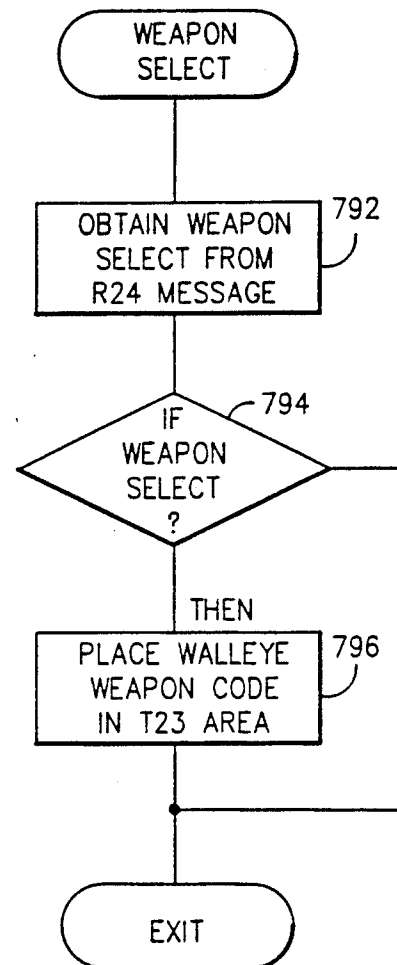 WEAPON
SELECT
OBTAIN WEAPON
SELECT FROM
R24 MESSAGE
792
IF
WEAPON
SELECT
?
794
THEN
PLACE WALLEYE
WEAPON CODE
IN T23 AREA
796
EXIT